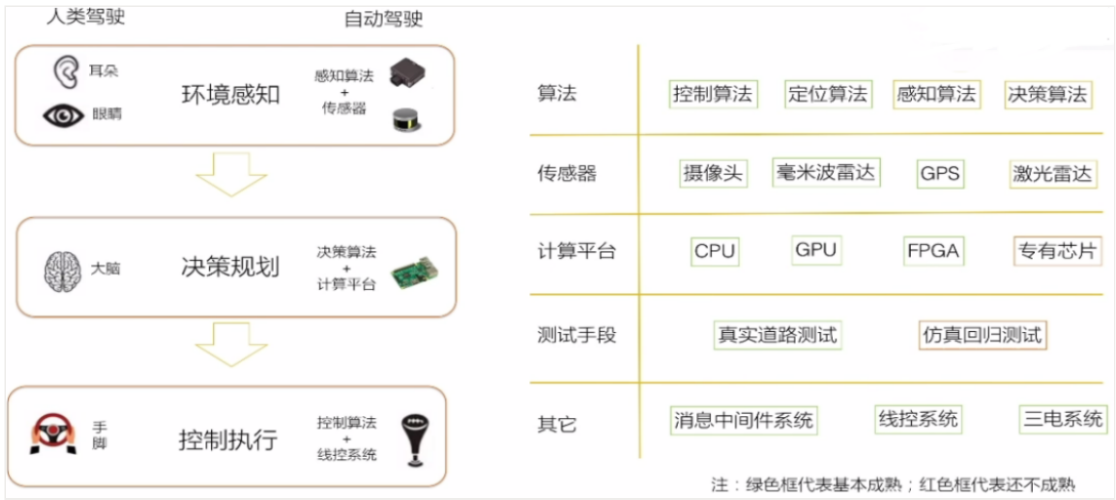 人类驾驶
自动驾驶
耳朵
眼睛
环境感知
感知算法
+
传感器
大脑
决策规划
决策算法
+
计算平台
手
脚
控制执行
控制算法
+
线控系统
算法 控制算法 定位算法 感知算法 决策算法
传感器 摄像头 毫米波雷达 GPS 激光雷达
计算平台 CPU GPU FPGA 专有芯片
测试手段 真实道路测试 仿真回归测试
其它 消息中间件系统 线控系统 三电系统
注：绿色框代表基本成熟；红色框代表还不成熟